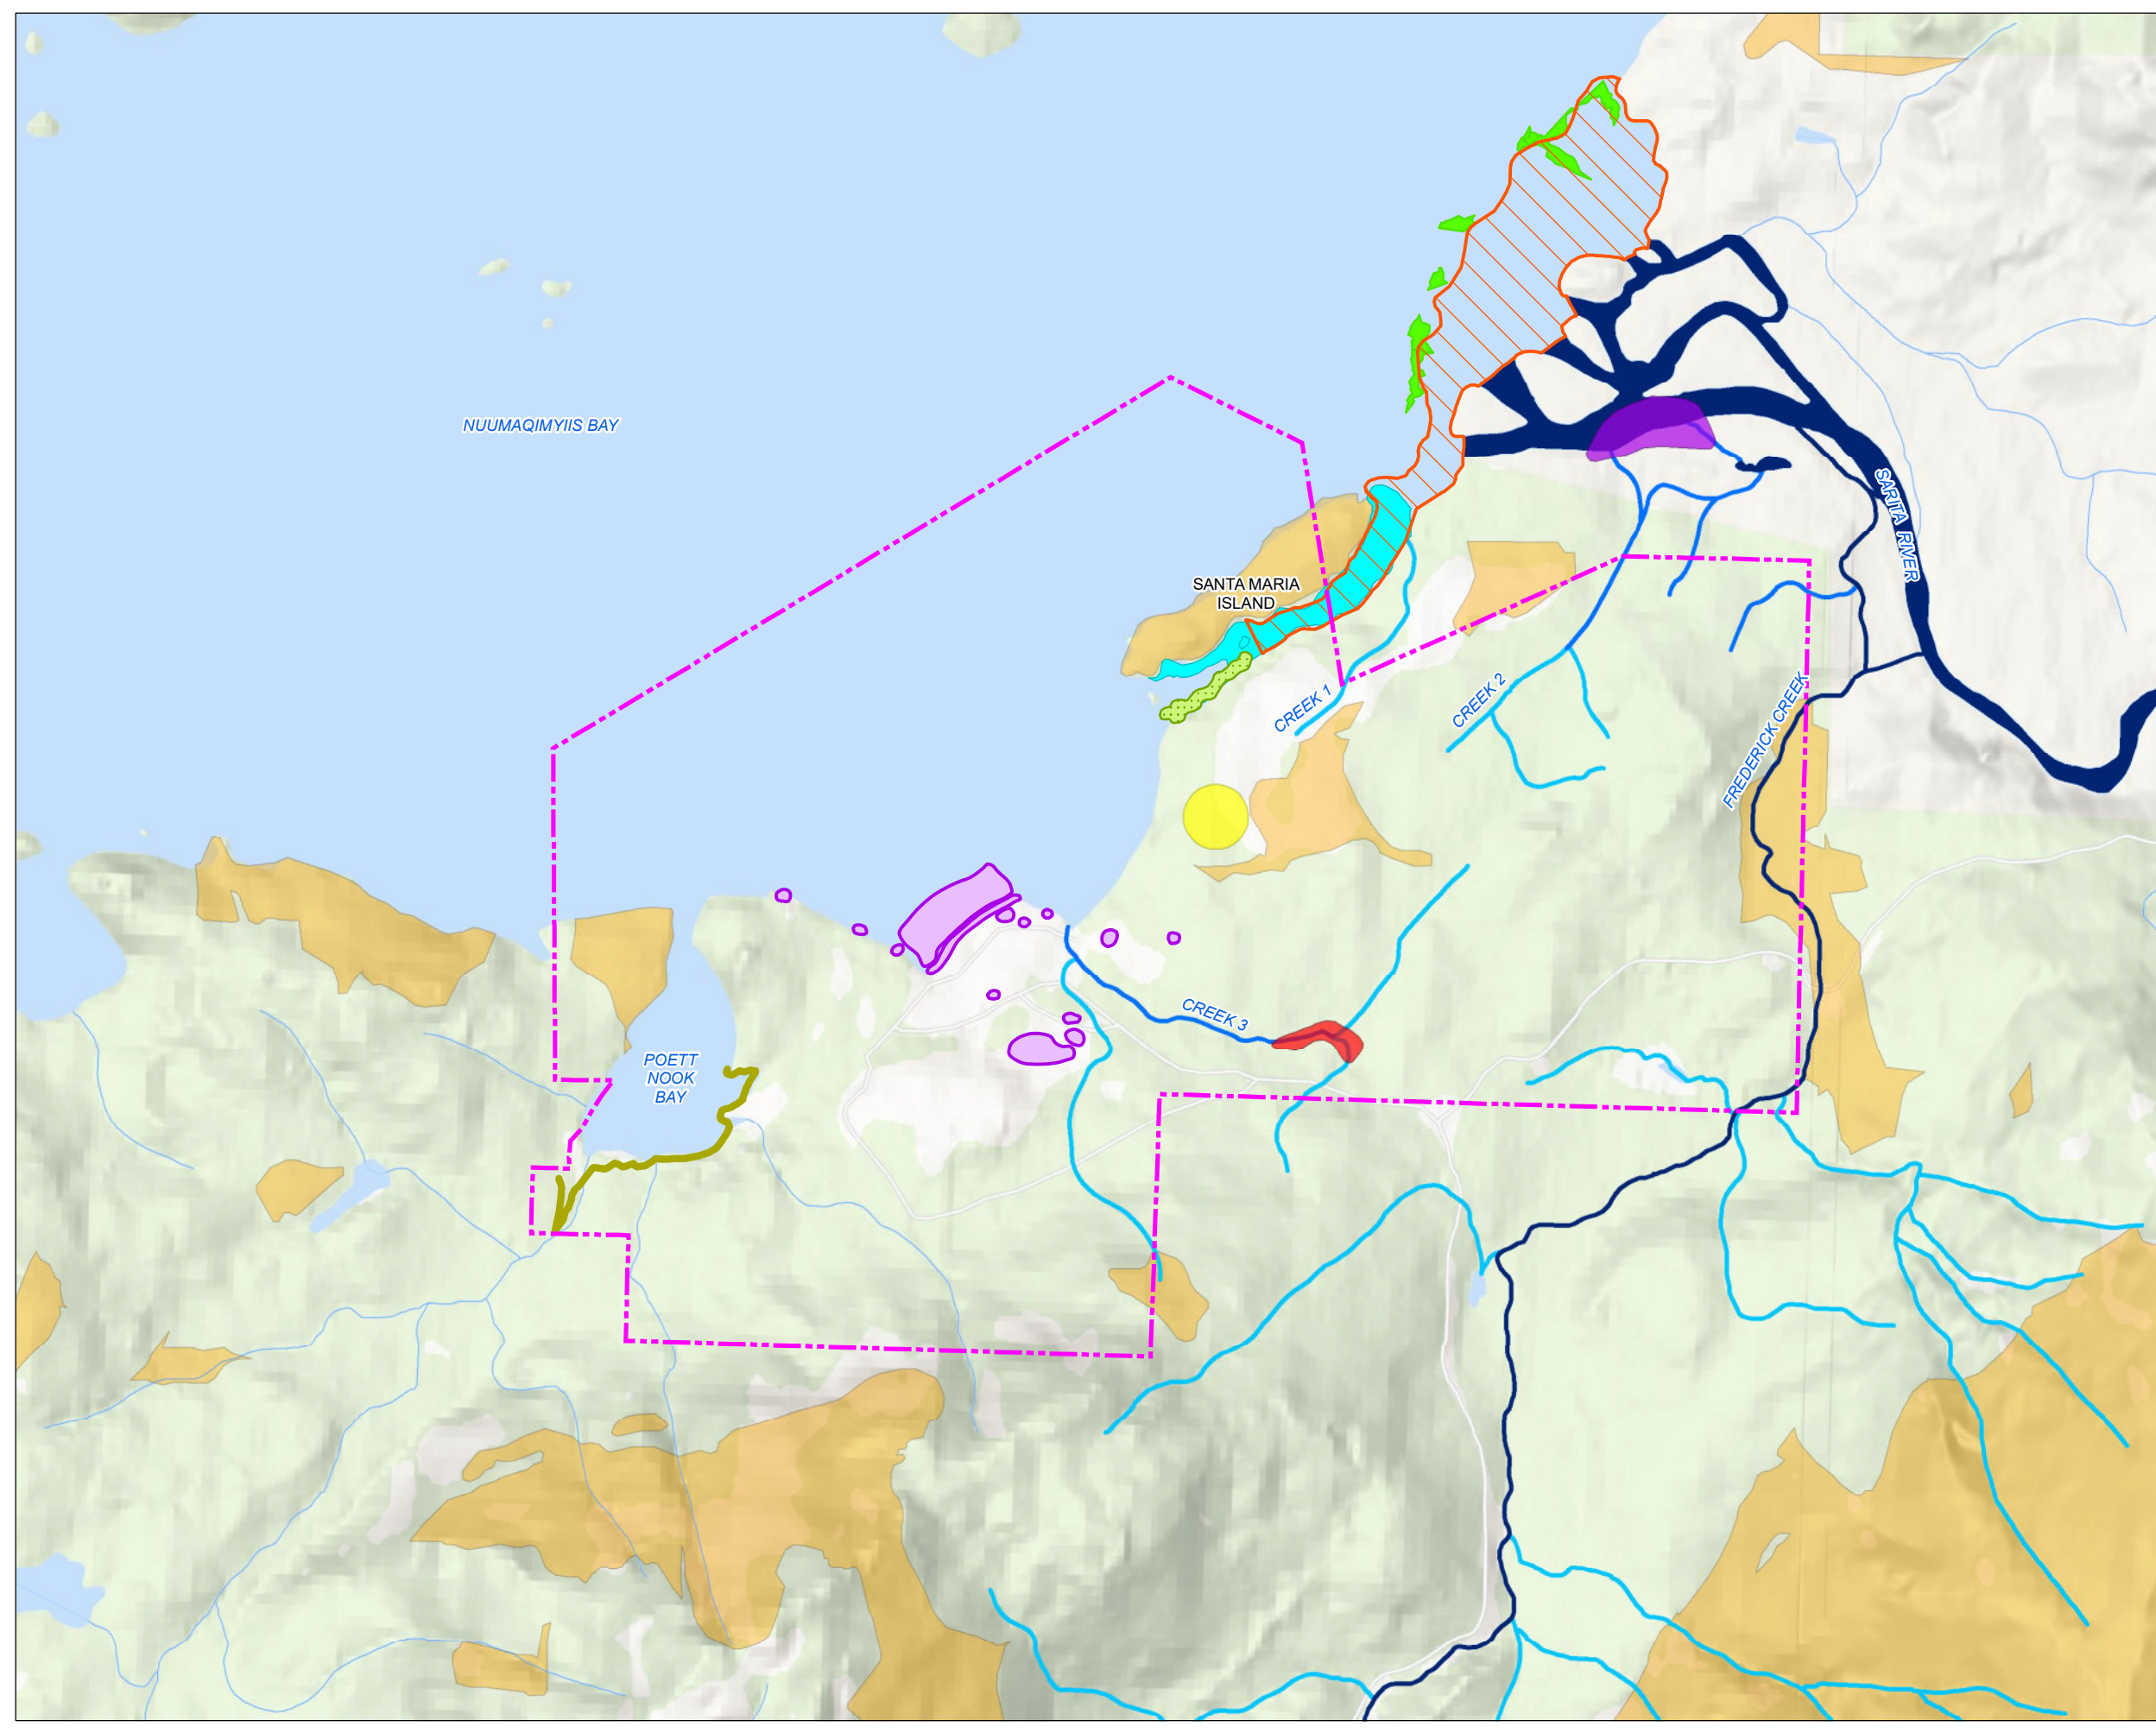 NUUMAQIMYIIS BAY
SARITA RIVER
SANTA MARIA
ISLAND
CREEK 1
CREEK 2
FREDERICK CREEK
CREEK 3
POETT
NOOK
BAY